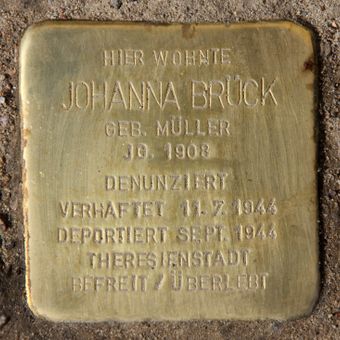 HIER WOHNTE
JOHANNA BRÜCK
GEB. MÜLLER
JG. 1908
DENUNZIERT
VERHAFTET 11.7.1944
DEPORTIERT SEPT. 1944
THERESIENSTADT
BEFREIT / ÜBERLEBT